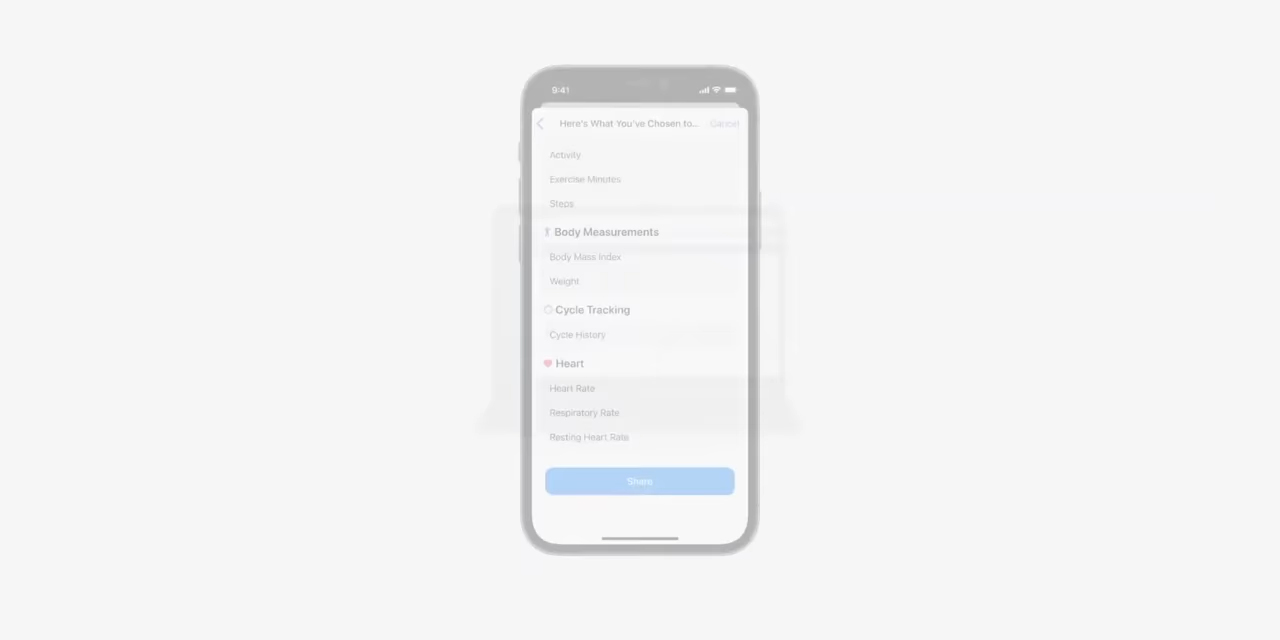 9:41
Here's What You've Chosen to...
Cancel
Activity
Exercise Minutes
Steps
Body Measurements
Body Mass Index
Weight
Cycle Tracking
Cycle History
Heart
Heart Rate
Respiratory Rate
Resting Heart Rate
Share